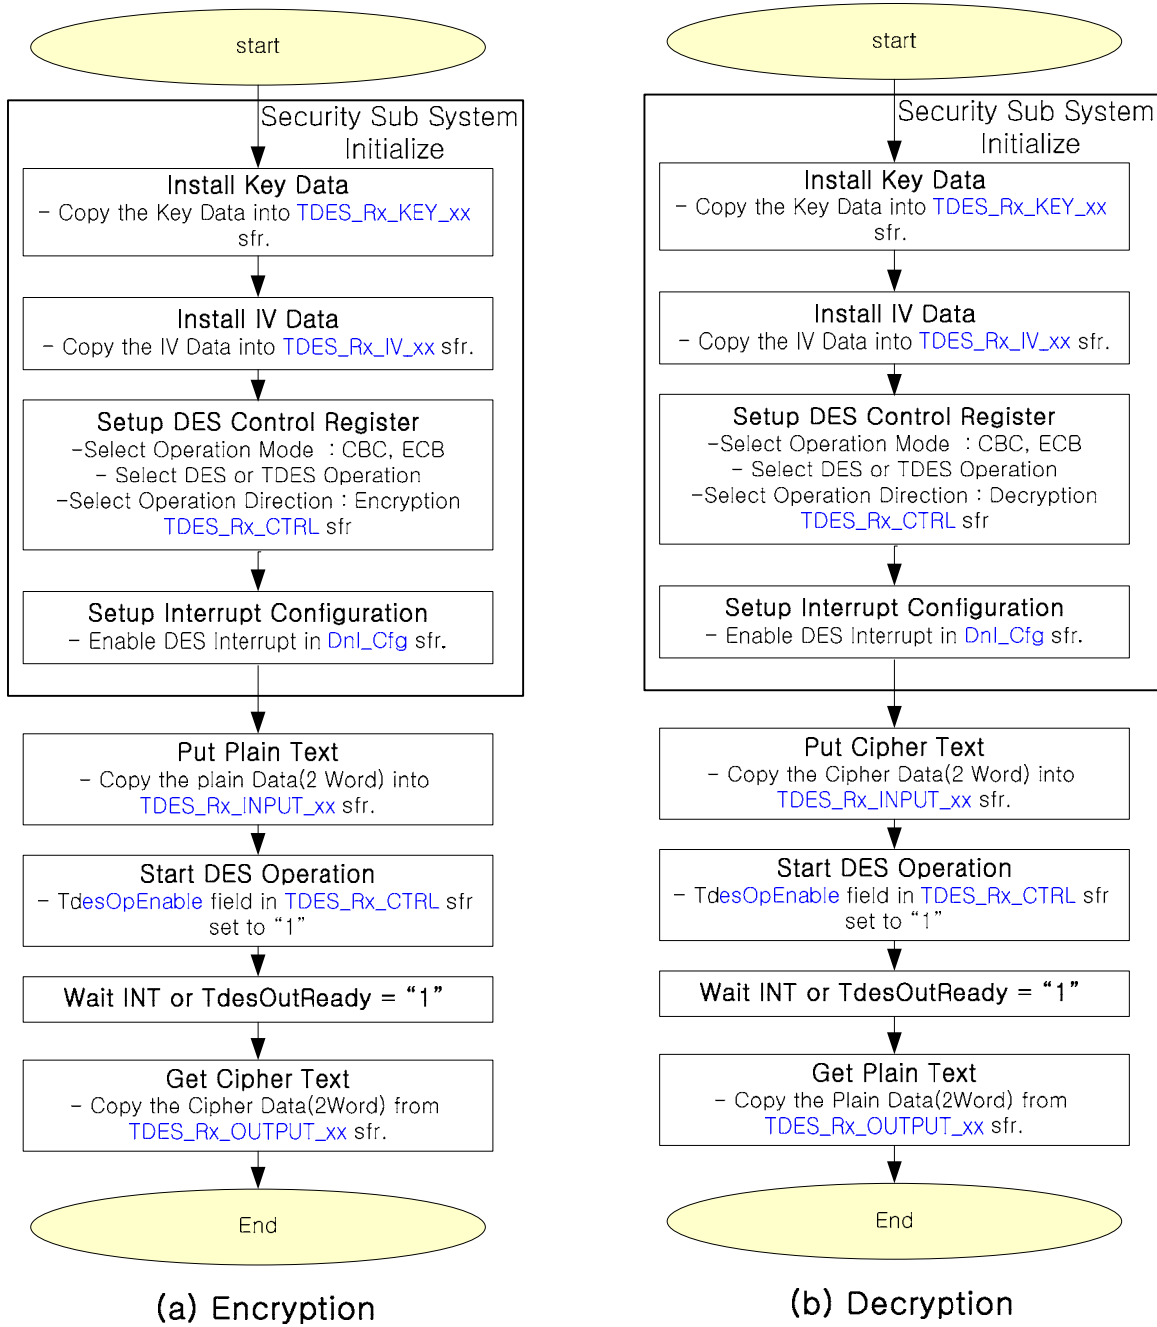 start
Security Sub System
Initialize
Install Key Data
- Copy the Key Data into TDES_Rx_KEY_xx
sfr.
Install IV Data
- Copy the IV Data into TDES_Rx_IV_xx sfr.
Setup DES Control Register
-Select Operation Mode : CBC, ECB
- Select DES or TDES Operation
-Select Operation Direction : Encryption
TDES_Rx_CTRL sfr
Setup Interrupt Configuration
- Enable DES Interrupt in DnI_Cfg sfr.
Put Plain Text
- Copy the plain Data(2 Word) into
TDES_Rx_INPUT_xx sfr.
Start DES Operation
- TdesOpEnable field in TDES_Rx_CTRL sfr
set to “1”
Wait INT or TdesOutReady = “1”
Get Cipher Text
- Copy the Cipher Data(2Word) from
TDES_Rx_OUTPUT_xx sfr.
End
(a) Encryption
start
Security Sub System
Initialize
Install Key Data
- Copy the Key Data into TDES_Rx_KEY_xx
sfr.
Install IV Data
- Copy the IV Data into TDES_Rx_IV_xx sfr.
Setup DES Control Register
-Select Operation Mode : CBC, ECB
- Select DES or TDES Operation
-Select Operation Direction : Decryption
TDES_Rx_CTRL sfr
Setup Interrupt Configuration
- Enable DES Interrupt in DnI_Cfg sfr.
Put Cipher Text
- Copy the Cipher Data(2 Word) into
TDES_Rx_INPUT_xx sfr.
Start DES Operation
- TdesOpEnable field in TDES_Rx_CTRL sfr
set to “1”
Wait INT or TdesOutReady = “1”
Get Plain Text
- Copy the Plain Data(2Word) from
TDES_Rx_OUTPUT_xx sfr.
End
(b) Decryption